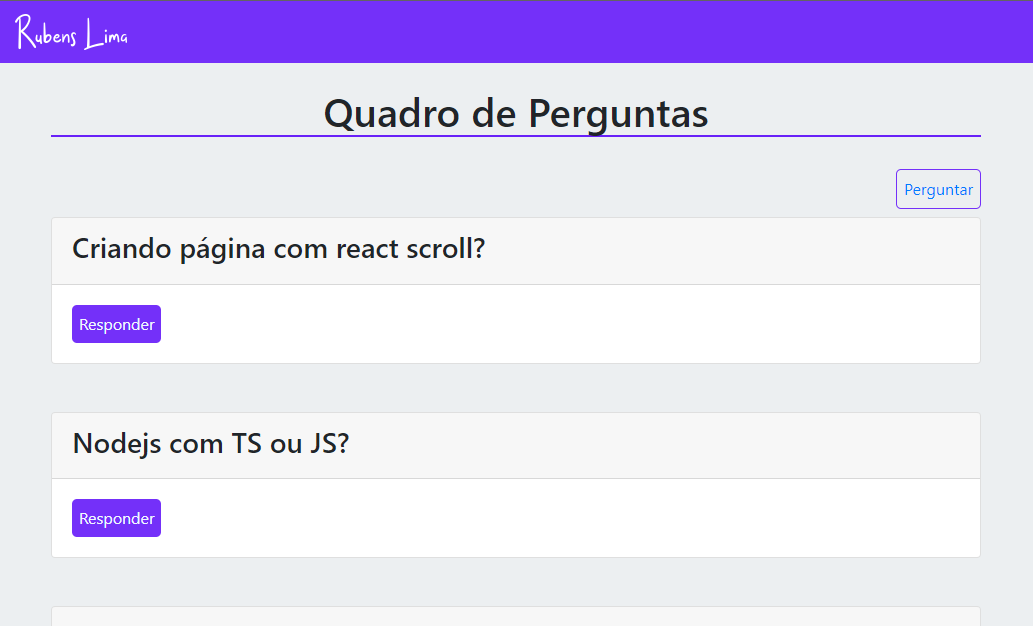 Rubens Lima
Quadro de Perguntas
Perguntar
Criando página com react scroll?
Responder
Nodejs com TS ou JS?
Responder